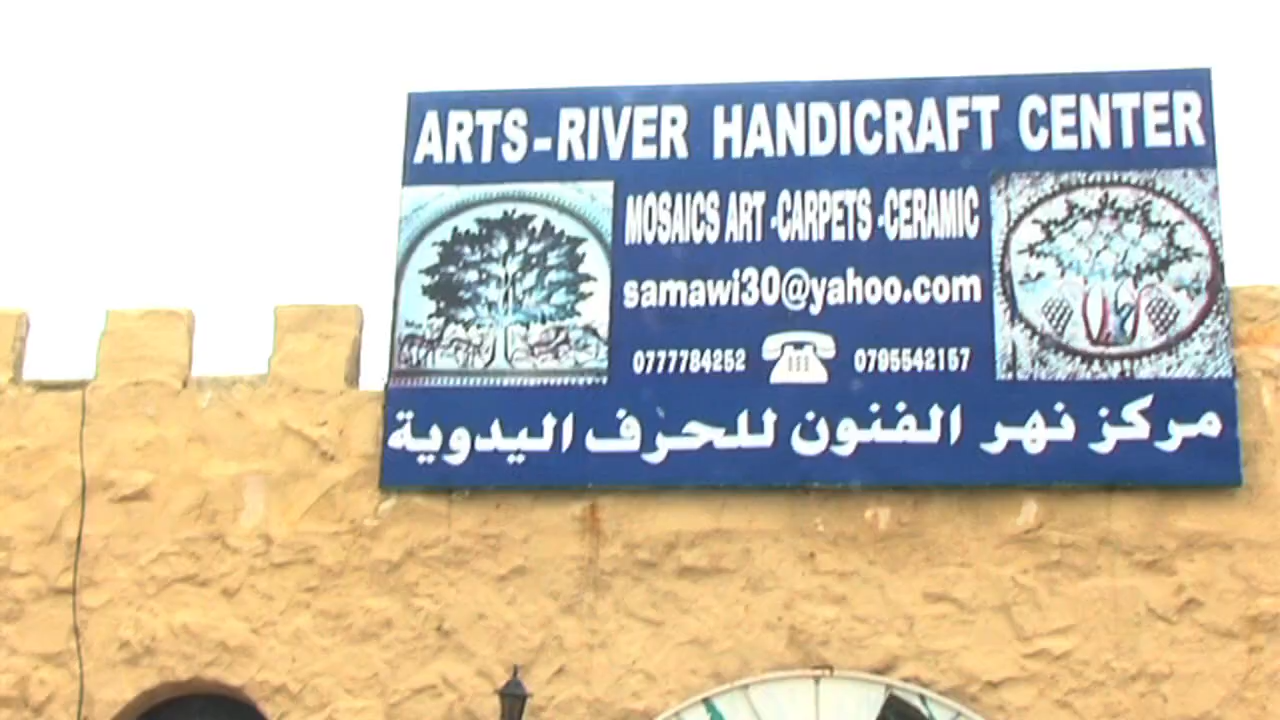 ARTS-RIVER HANDICRAFT CENTER
MOSAICS ART -CARPETS -CERAMIC
samawi30@yahoo.com
0777784252 0795542157
مركز نهر الفنون للحرف اليدوية